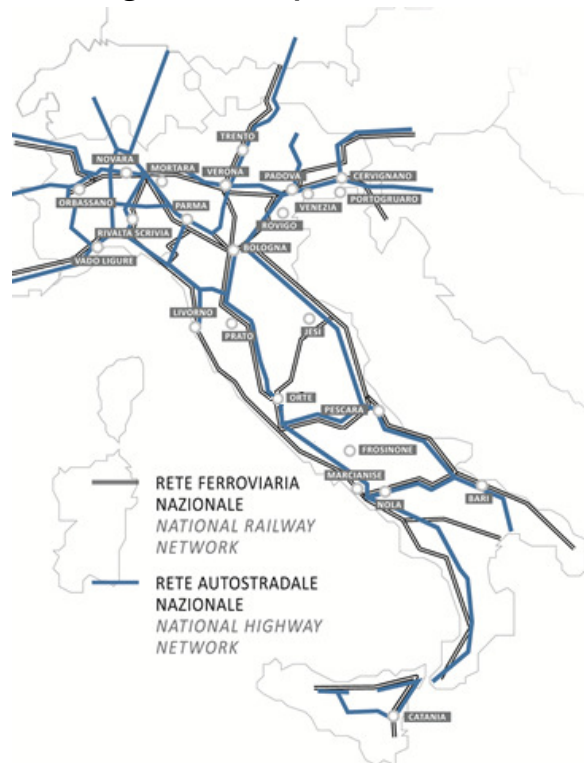 TRENTO
NOVARA
MORTARA
VERONA
PADOVA
CERVIGNANO
ORBASSANO
PARMA
VENEZIA
PORTOGRUARO
ROVIGO
RIVALTA SCRIVIA
BOLOGNA
VADO LIGURE
LIVORNO
PRATO
JESI
ORTE
PESCARA
FROSINONE
MARCIANISE
NOLA
BARI
RETE FERROVIARIA
NAZIONALE
NATIONAL RAILWAY
NETWORK
RETE AUTOSTRADALE
NAZIONALE
NATIONAL HIGHWAY
NETWORK
CATANIA